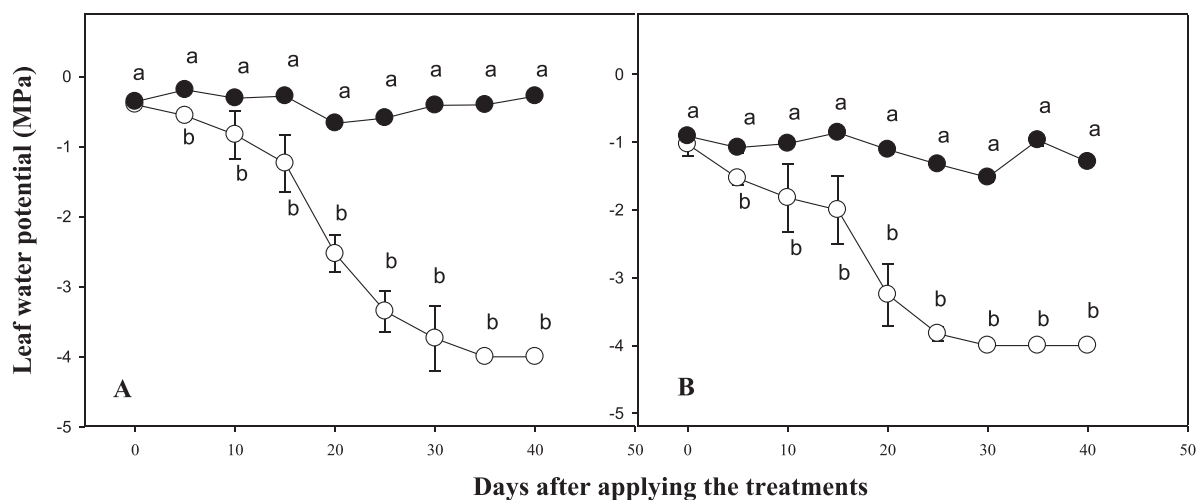 Leaf water potential (MPa)
0
-1
-2
-3
-4
-5
a a a a a a a a a
b b b b b b b b
A
0 10 20 30 40 50
0
-1
-2
-3
-4
-5
a a a a a a a a a
b b b b b b b b
B
0 10 20 30 40 50
Days after applying the treatments